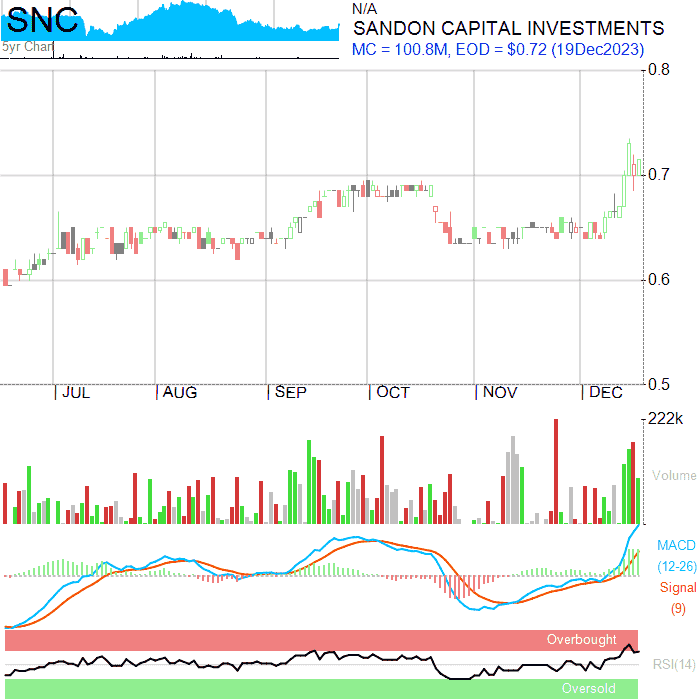 SNC
5yr Chart
N/A
SANDON CAPITAL INVESTMENTS
MC = 100.8M, EOD = $0.72 (19Dec2023)
0.8
0.7
0.6
0.5
JUL AUG SEP OCT NOV DEC
222k
Volume
MACD
(12-26)
Signal
(9)
Overbought
RSI(14)
Oversold